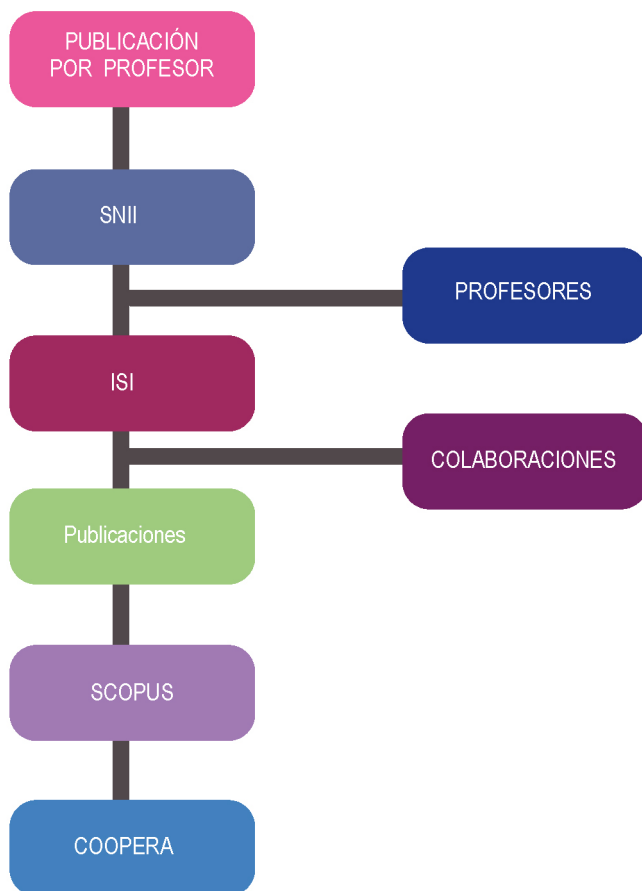 PUBLICACIÓN
POR PROFESOR
SNII
PROFESORES
ISI
COLABORACIONES
Publicaciones
SCOPUS
COOPERA